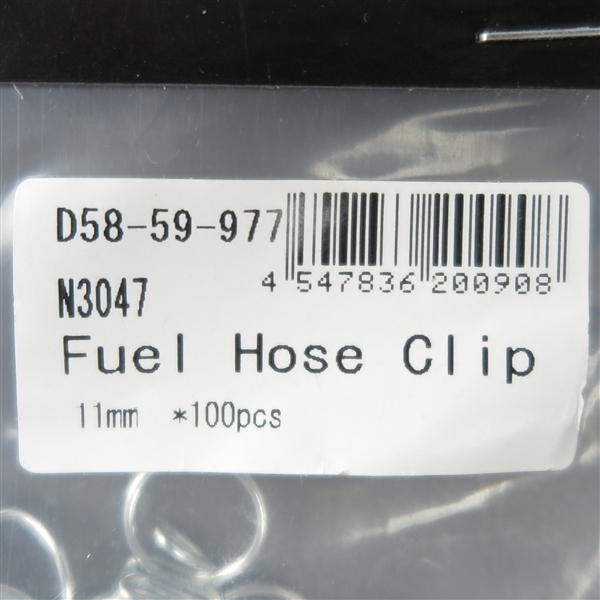 D58-59-977
4 547836 200908
N3047
Fuel Hose Clip
11mm *100pcs